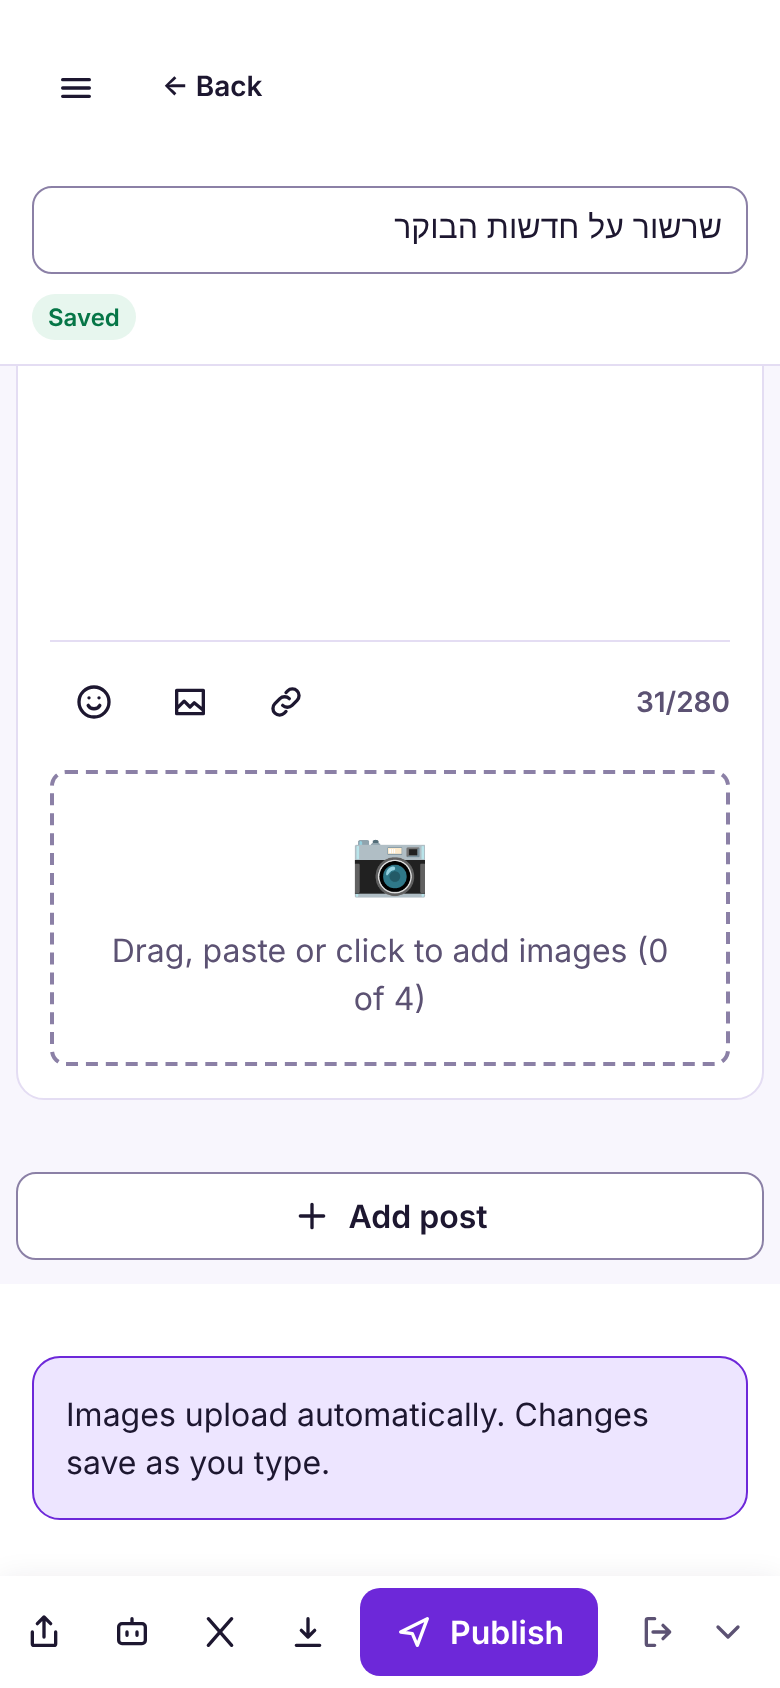 Back
שרשור על חדשות הבוקר
Saved
31/280
Drag, paste or click to add images (0
of 4)
Add post
Images upload automatically. Changes
save as you type.
Publish